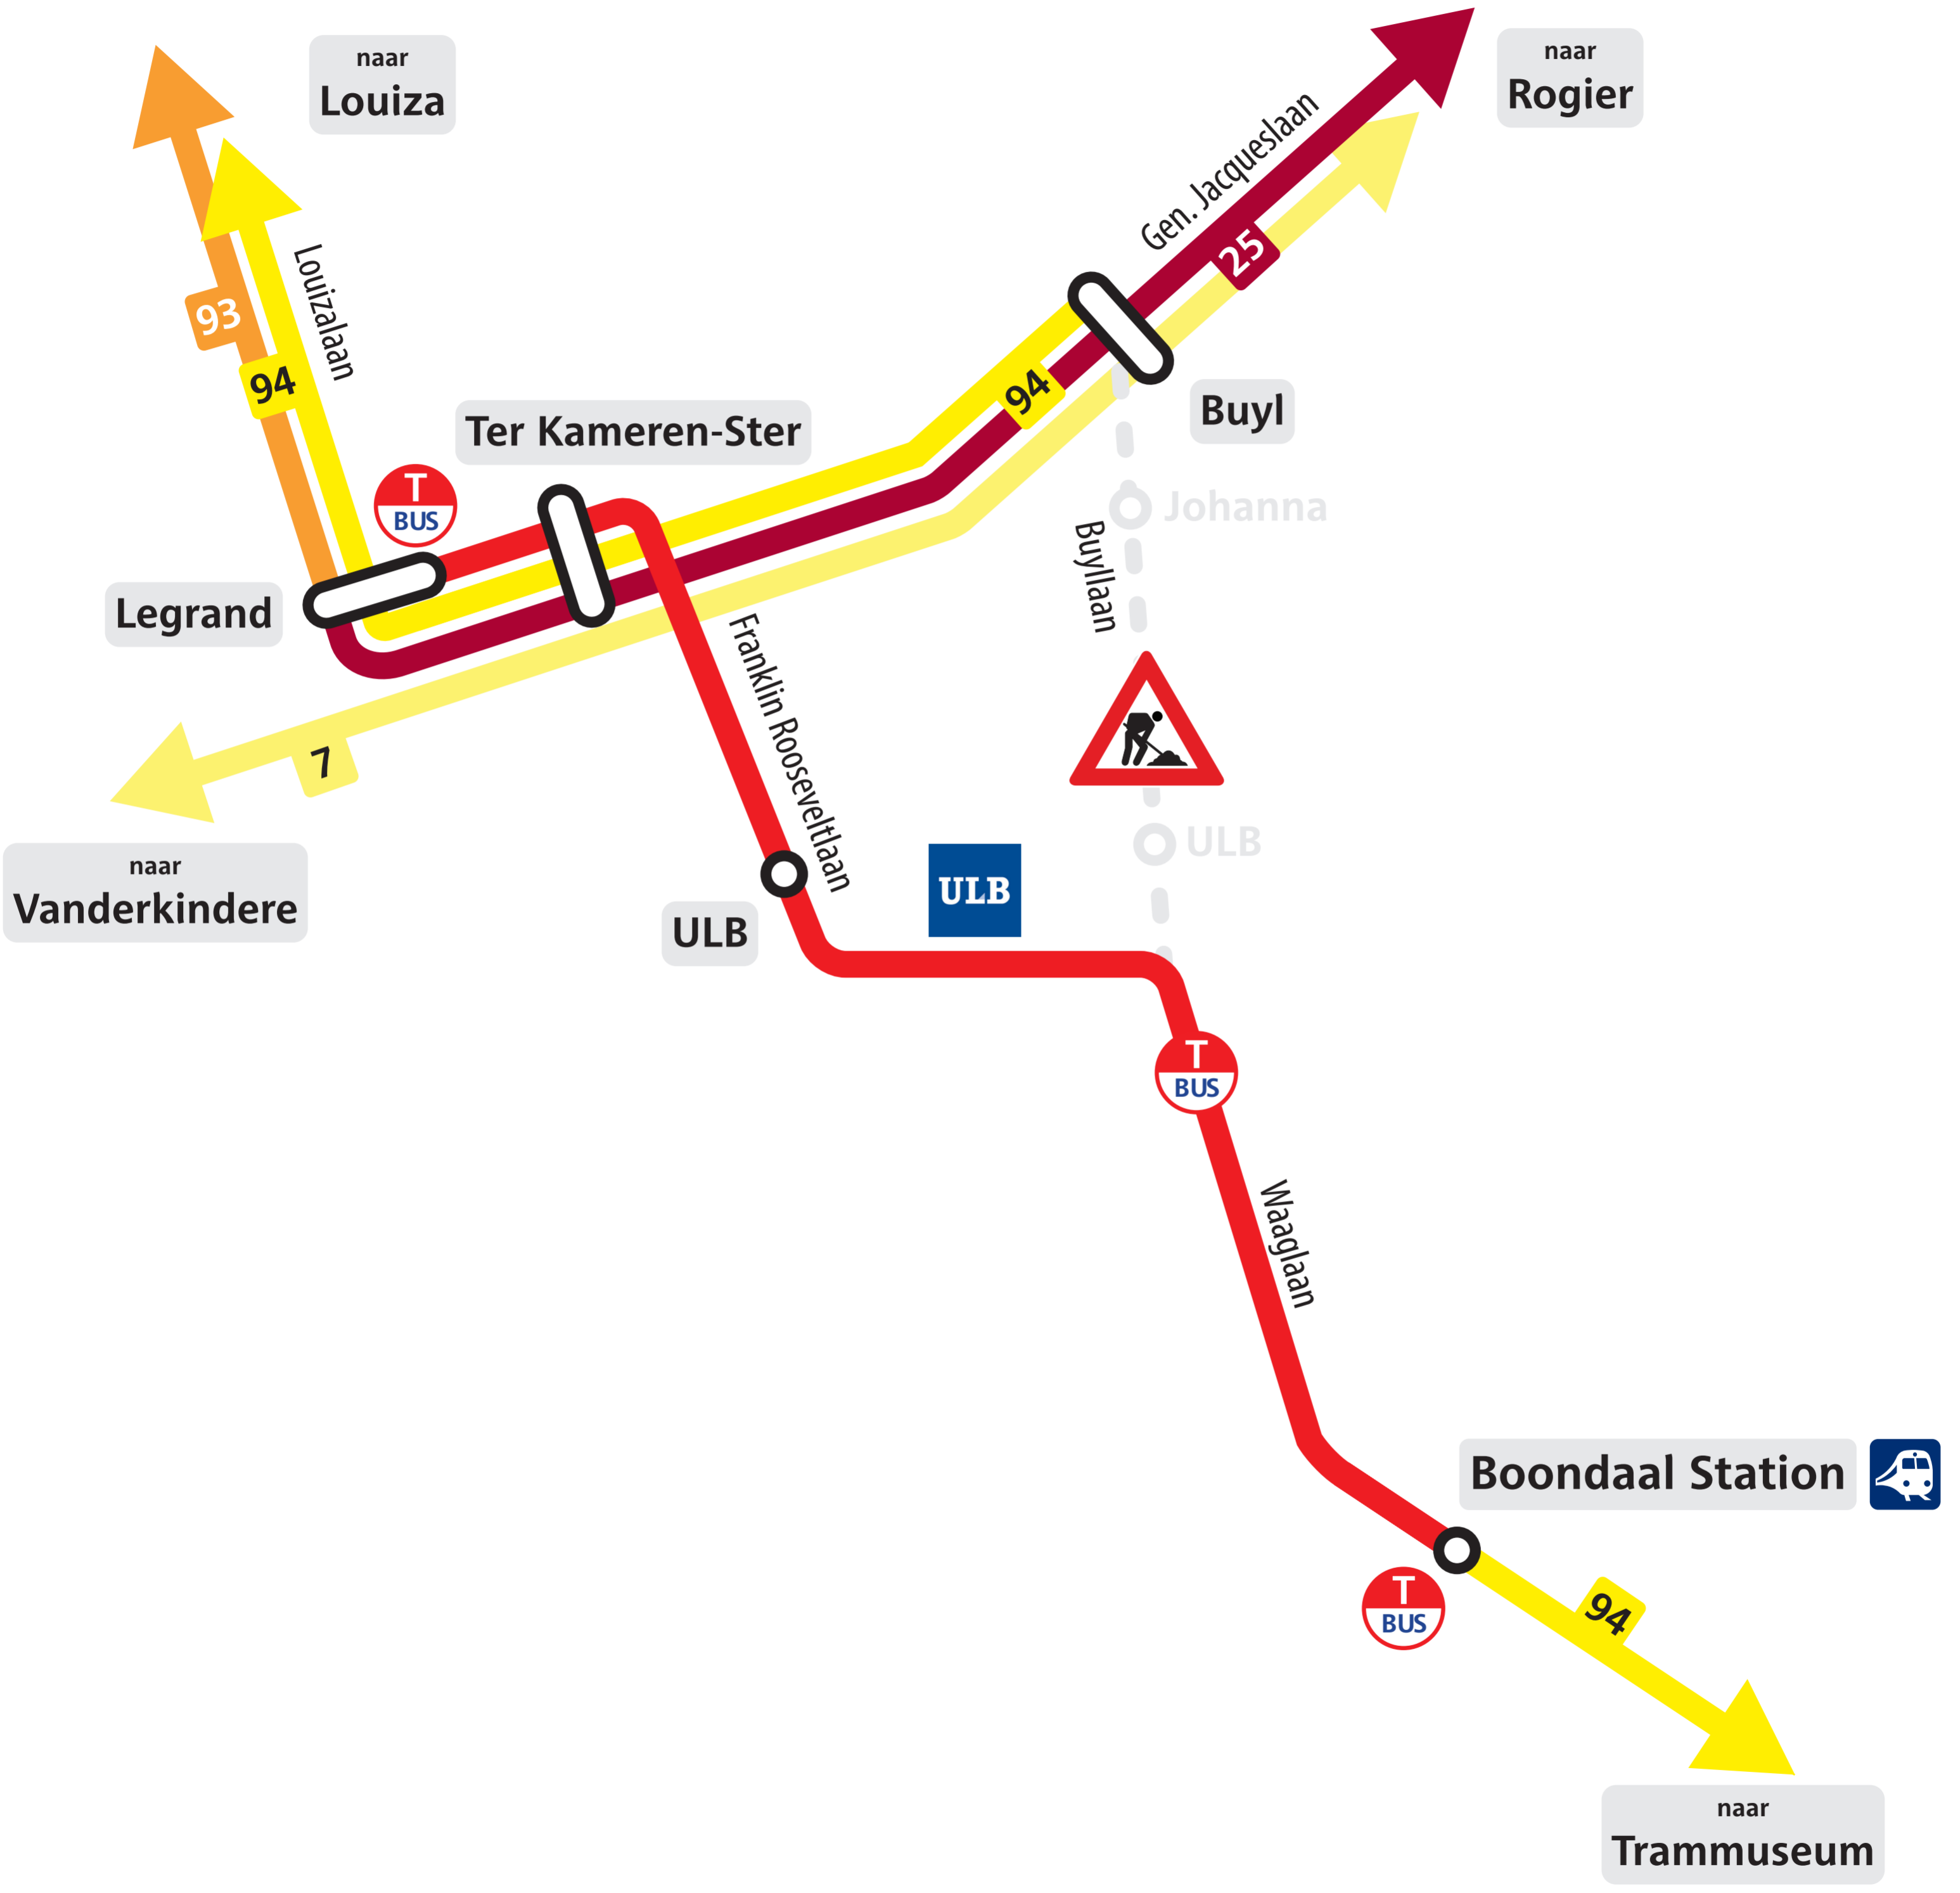 naar
Louiza
naar
Rogier
Gen. Jacqueslaan
25
Louizalaan
93
94
94
Ter Kameren-Ster
Buyl
T
BUS
Johanna
Buyllaan
Legrand
Franklin Rooseveltlaan
7
naar
Vanderkindere
ULB
ULB
ULB
T
BUS
Waaglaan
Boondaal Station
T
BUS
94
naar
Trammuseum